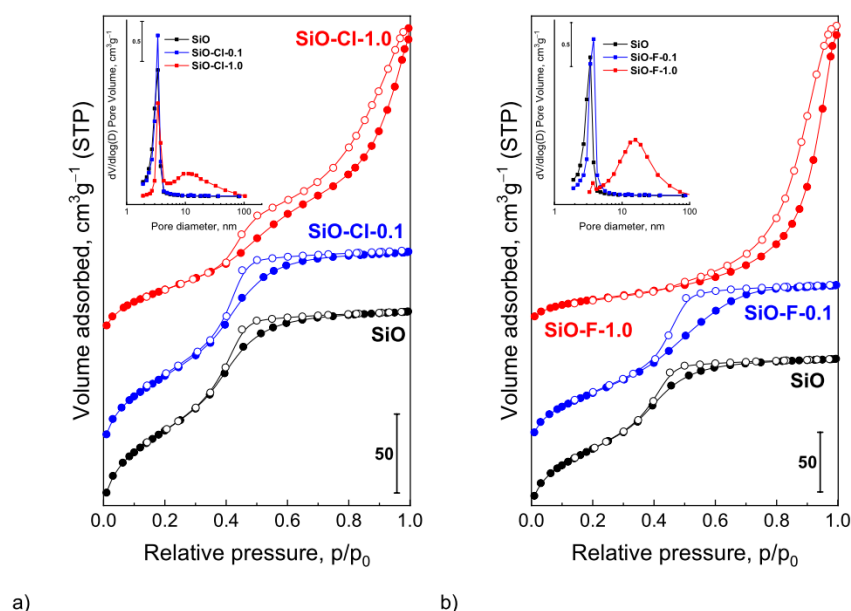 SiO
SiO-Cl-0.1
SiO-Cl-1.0
0.5
dV/dlog(D) Pore Volume, cm³g⁻¹
1
10
100
Pore diameter, nm
SiO-Cl-1.0
SiO-Cl-0.1
SiO
50
Volume adsorbed, cm³g⁻¹ (STP)
0.0
0.2
0.4
0.6
0.8
1.0
Relative pressure, p/p₀
a)
SiO
SiO-F-0.1
SiO-F-1.0
0.5
dV/dlog(D) Pore Volume, cm³g⁻¹
1
10
100
Pore diameter, nm
SiO-F-1.0
SiO-F-0.1
SiO
50
Volume adsorbed, cm³g⁻¹ (STP)
0.0
0.2
0.4
0.6
0.8
1.0
Relative pressure, p/p₀
b)